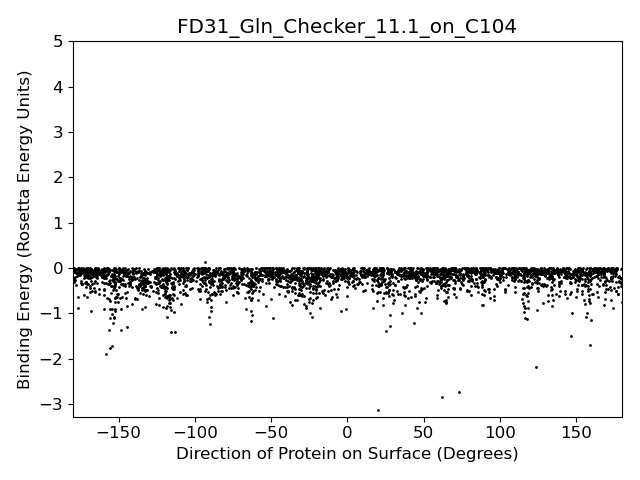 FD31_Gln_Checker_11.1_on_C104
5
4
3
2
1
0
−1
−2
−3
Binding Energy (Rosetta Energy Units)
−150 −100 −50 0 50 100 150
Direction of Protein on Surface (Degrees)